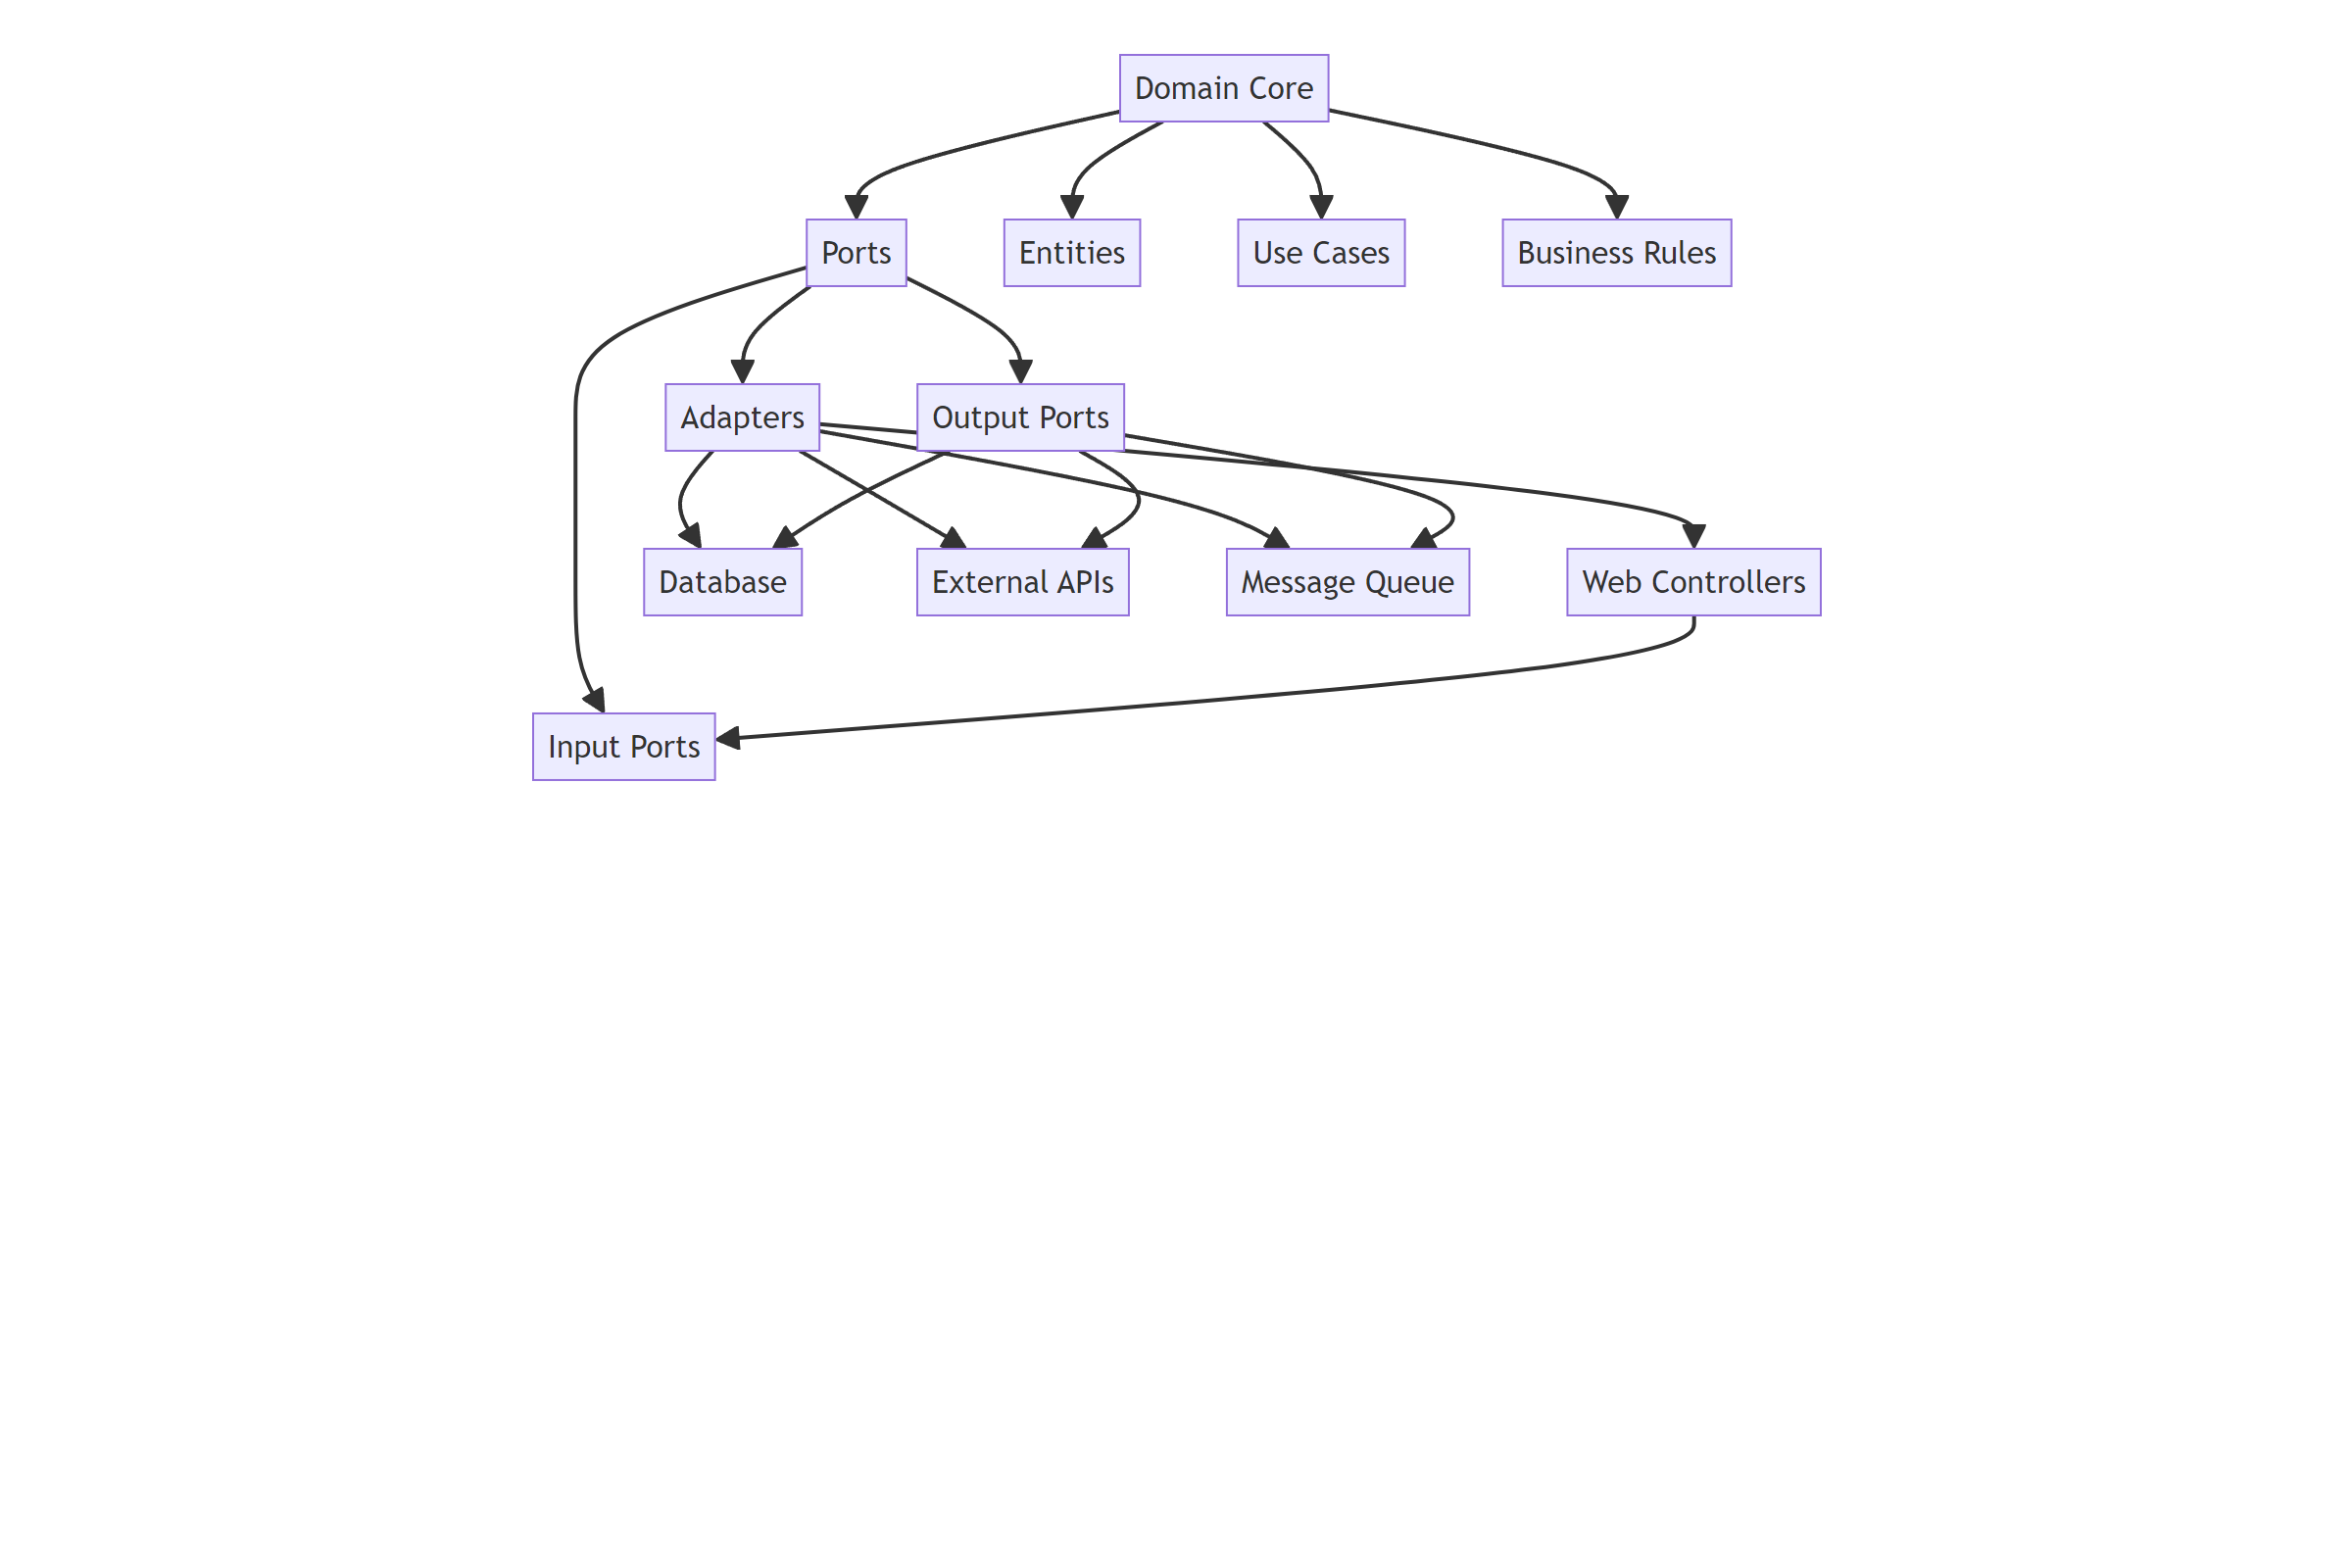 Domain Core
Ports
Entities
Use Cases
Business Rules
Adapters
Output Ports
Database
External APIs
Message Queue
Web Controllers
Input Ports